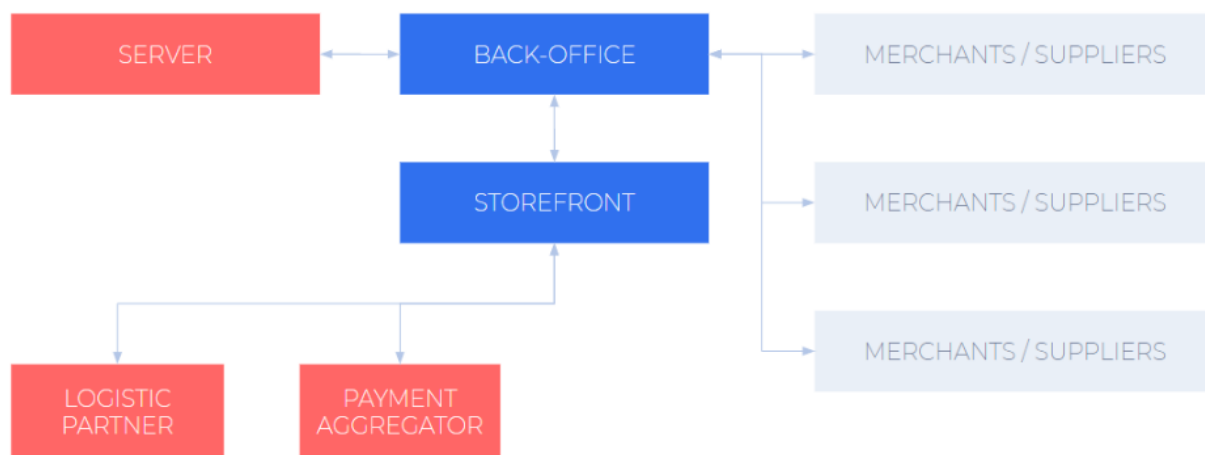 SERVER
BACK-OFFICE
MERCHANTS / SUPPLIERS
STOREFRONT
MERCHANTS / SUPPLIERS
MERCHANTS / SUPPLIERS
LOGISTIC
PARTNER
PAYMENT
AGGREGATOR